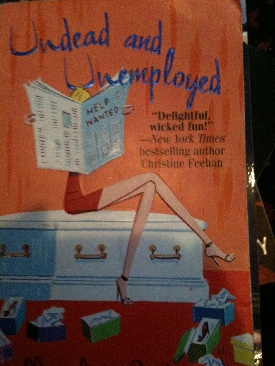 Undead and
Unemployed
HELP
WANTED
"Delightful,
wicked fun!"
—New York Times
bestselling author
Christine Feehan